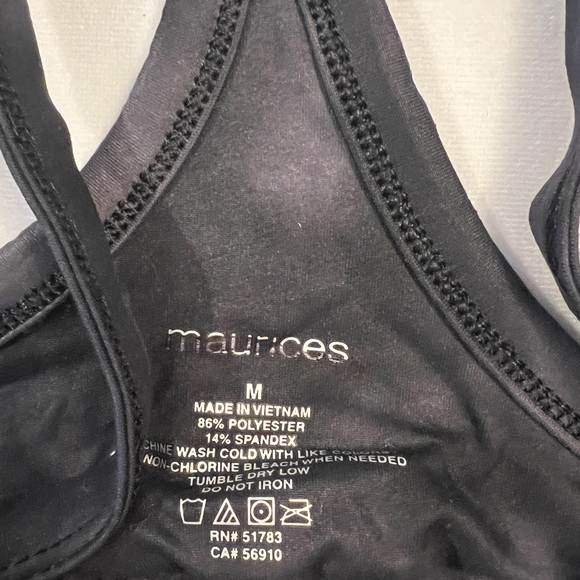 maurices
M
MADE IN VIETNAM
86% POLYESTER
14% SPANDEX
CHINE WASH COLD WITH LIKE COLORS
NON-CHLORINE BLEACH WHEN NEEDED
TUMBLE DRY LOW
DO NOT IRON
RN# 51783
CA# 56910